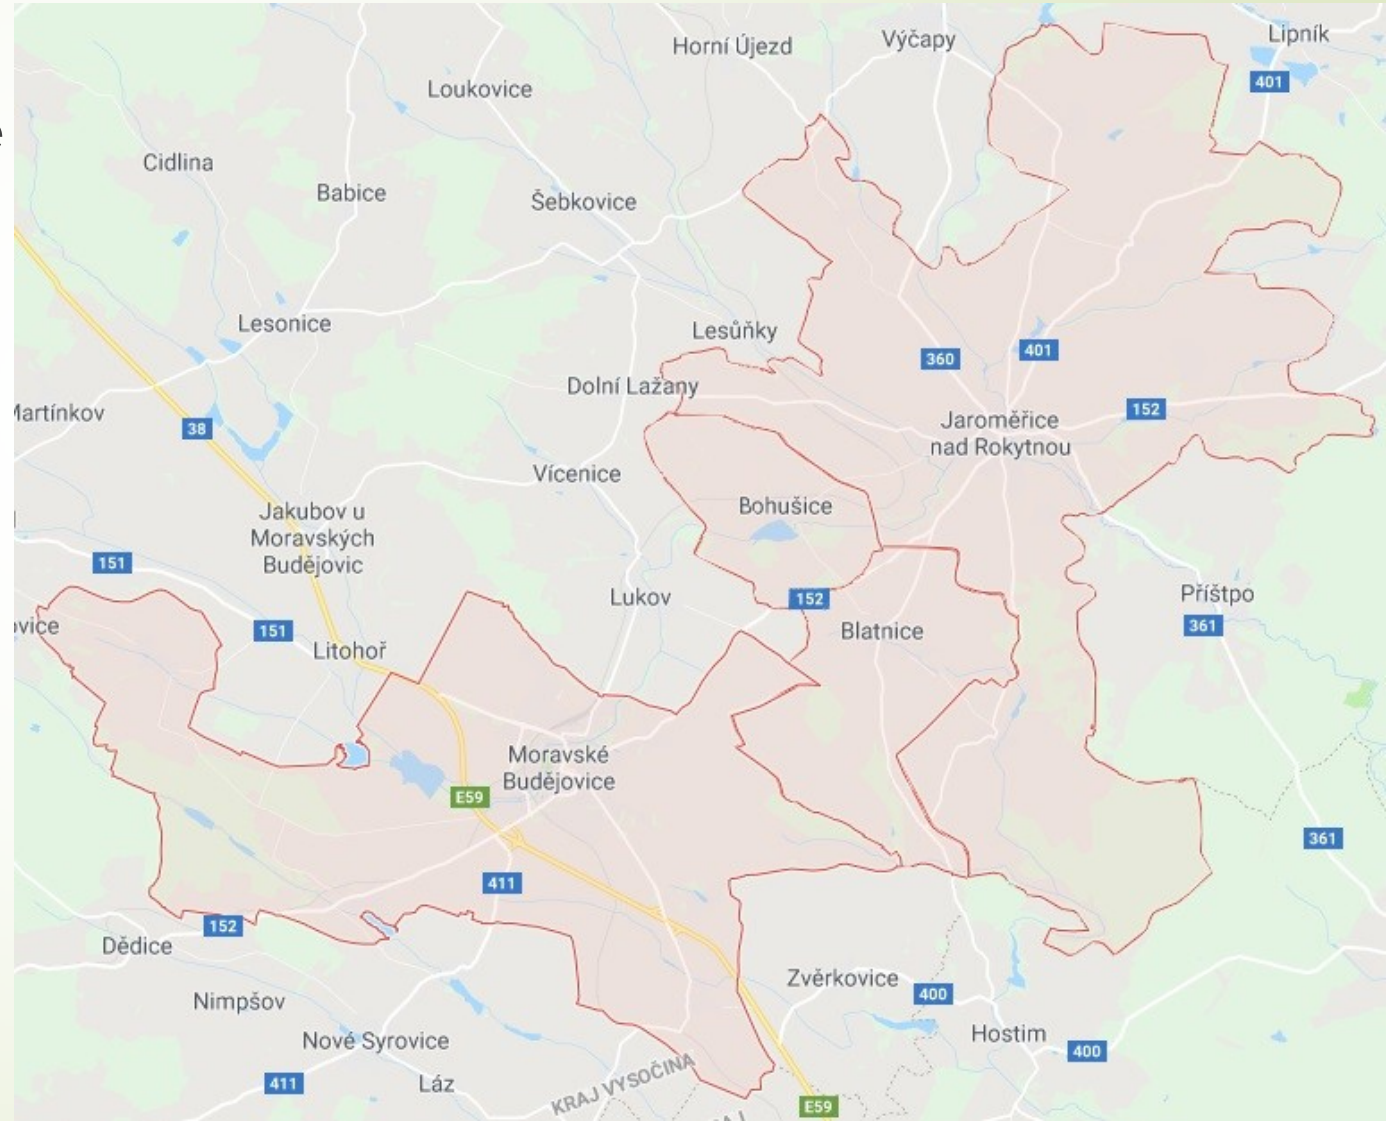 Horní Újezd
Výčapy
Lipník
401
Loukovice
Cidlina
Babice
Šebkovice
Lesonice
Lesůňky
360
401
Dolní Lažany
152
38
Jaroměřice
nad Rokytnou
Vícenice
Bohušice
Jakubov u
Moravských
Budějovic
151
152
Lukov
Příštpo
361
151
Blatnice
Litohoř
Moravské
Budějovice
E59
361
411
152
Dědice
Zvěrkovice
400
Nimpšov
Nové Syrovice
Hostim
400
411
Láz
KRAJ VYSOČINA
E59